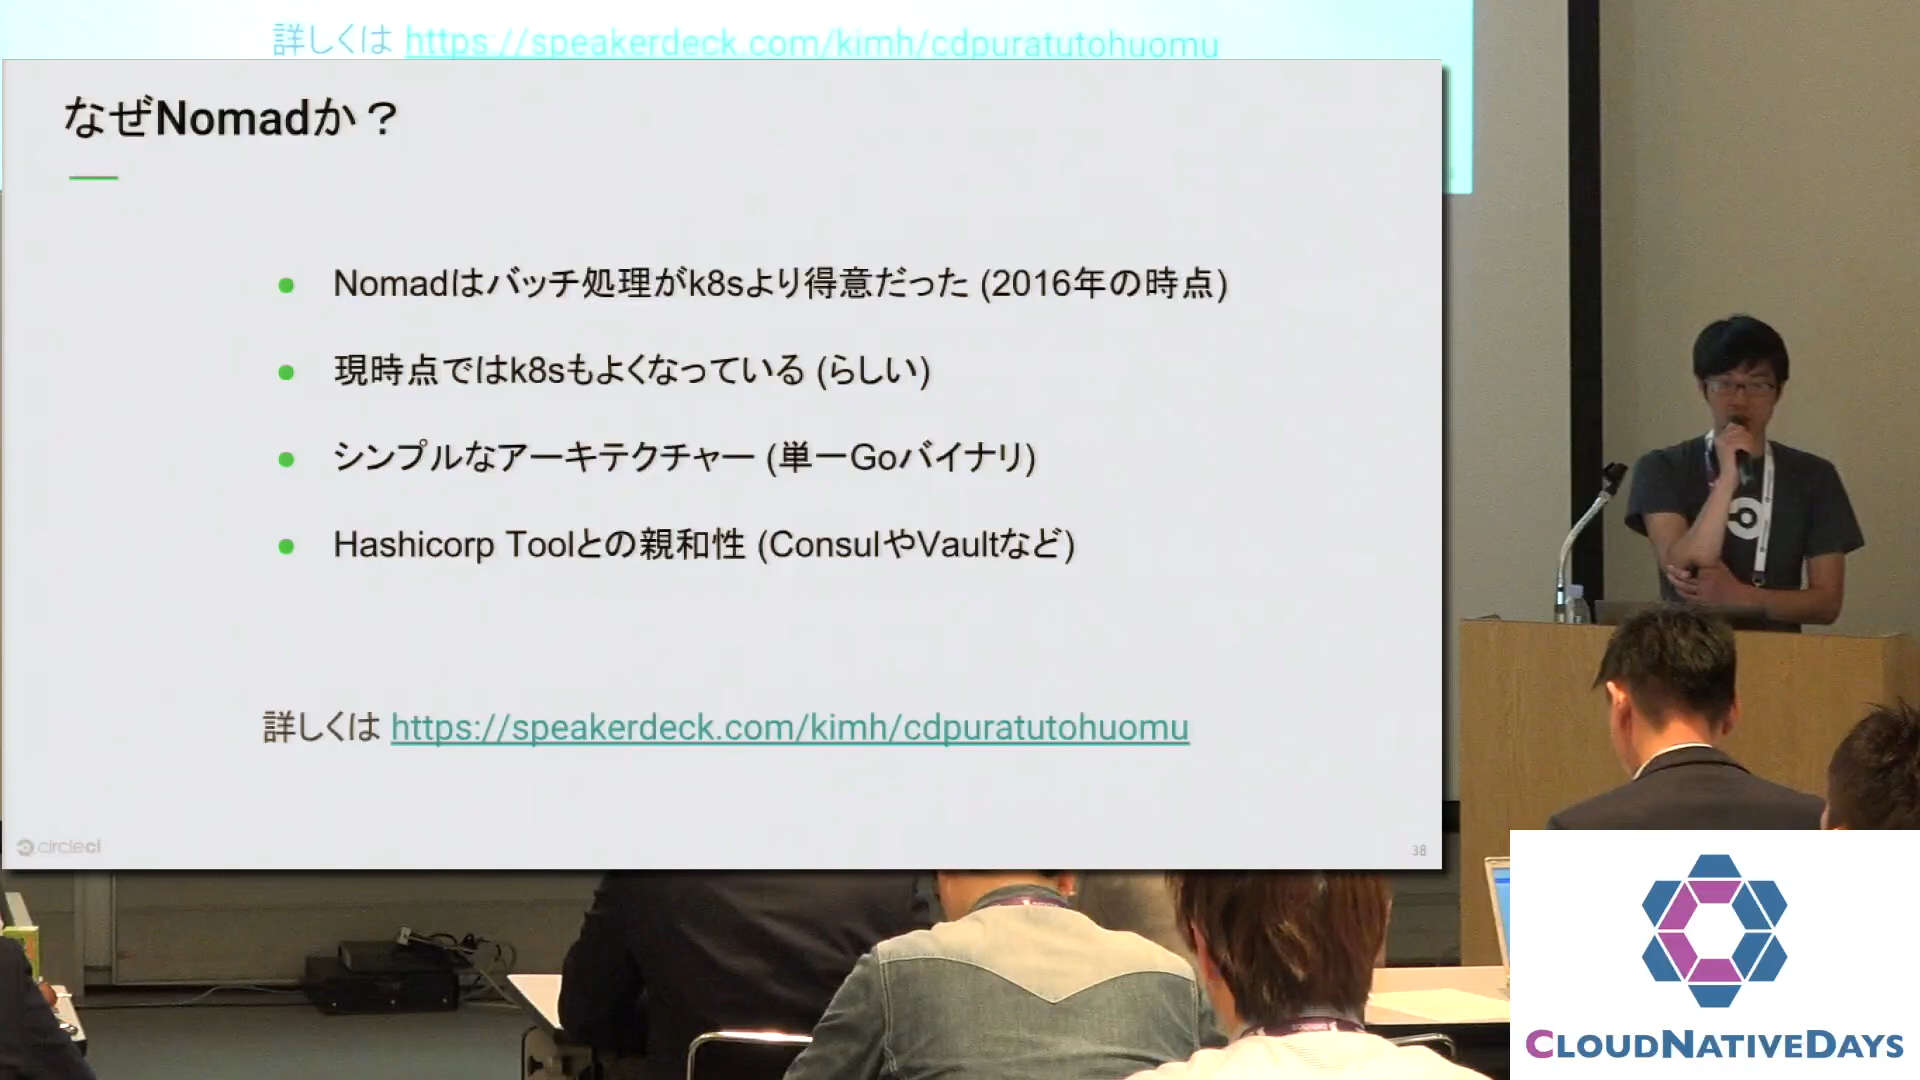 詳しくは https://speakerdeck.com/kimh/cdpuratutohuomu
なぜNomadか？
Nomadはバッチ処理がk8sより得意だった (2016年の時点)
現時点ではk8sもよくなっている (らしい)
シンプルなアーキテクチャー (単一Goバイナリ)
Hashicorp Toolとの親和性 (ConsulやVaultなど)
詳しくは https://speakerdeck.com/kimh/cdpuratutohuomu
circleci
38
CLOUDNATIVEDAYS